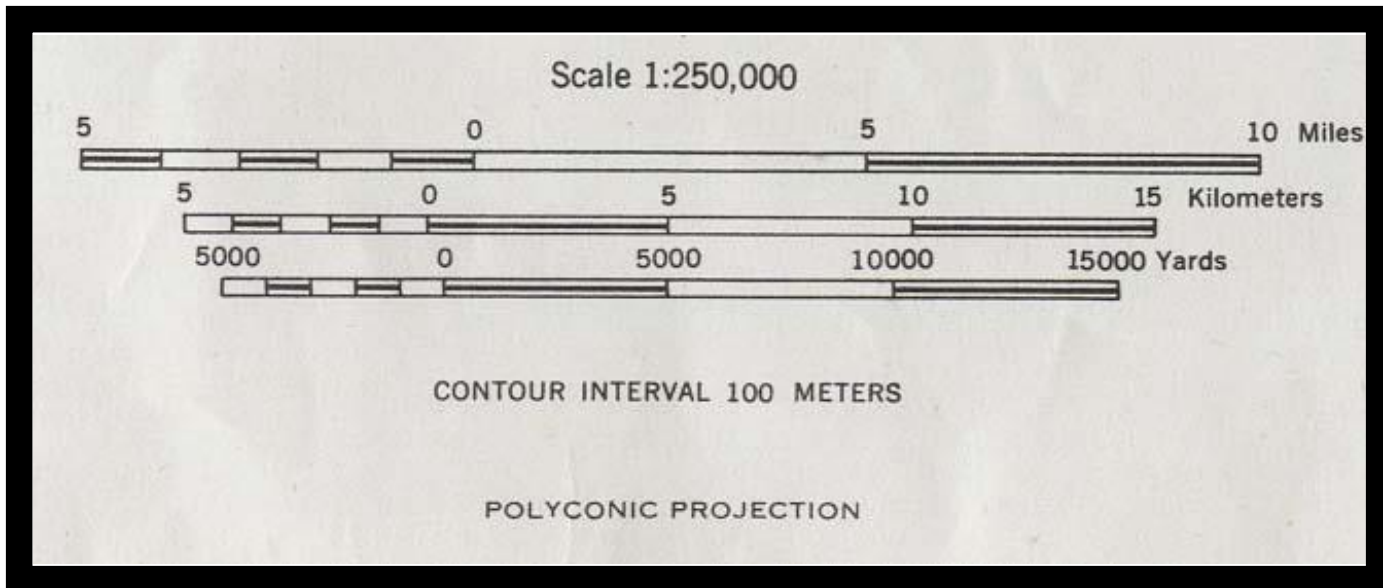 Scale 1:250,000
5 0 5 10 Miles
5 0 5 10 15 Kilometers
5000 0 5000 10000 15000 Yards
CONTOUR INTERVAL 100 METERS
POLYCONIC PROJECTION